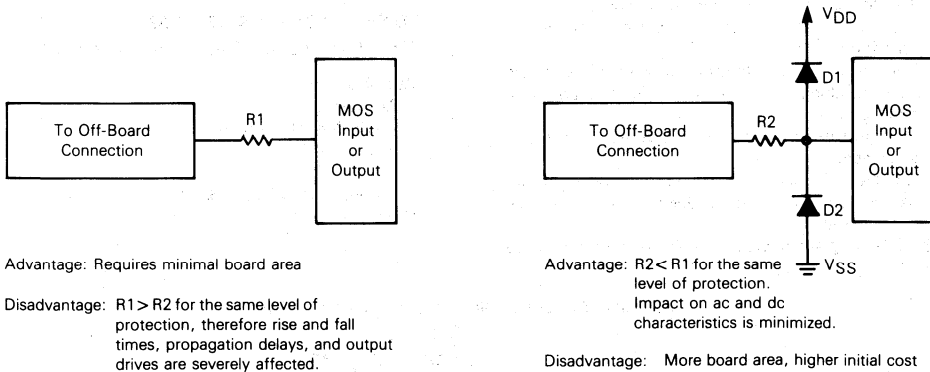 To Off-Board
Connection
R1
MOS
Input
or
Output
Advantage: Requires minimal board area
Disadvantage: R1 > R2 for the same level of
protection, therefore rise and fall
times, propagation delays, and output
drives are severely affected.
VDD
D1
To Off-Board
Connection
R2
MOS
Input
or
Output
D2
VSS
Advantage: R2 < R1 for the same
level of protection.
Impact on ac and dc
characteristics is minimized.
Disadvantage: More board area, higher initial cost